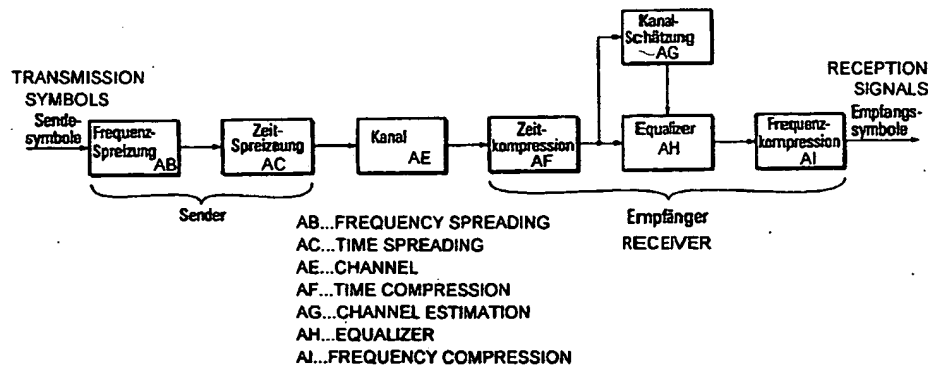 Kanal-
Schätzung
~AG
TRANSMISSION
SYMBOLS
Sende-
symbole
Frequenz-
Spreizung
AB
Zeit-
Spreizeung
AC
Kanal
AE
Zeit-
kompression
AF
Equalizer
AH
Frequenz-
kompression
AI
RECEPTION
SIGNALS
Empfangs-
symbole
Sender
Empfänger
RECEIVER
AB...FREQUENCY SPREADING
AC...TIME SPREADING
AE...CHANNEL
AF...TIME COMPRESSION
AG...CHANNEL ESTIMATION
AH...EQUALIZER
AI...FREQUENCY COMPRESSION